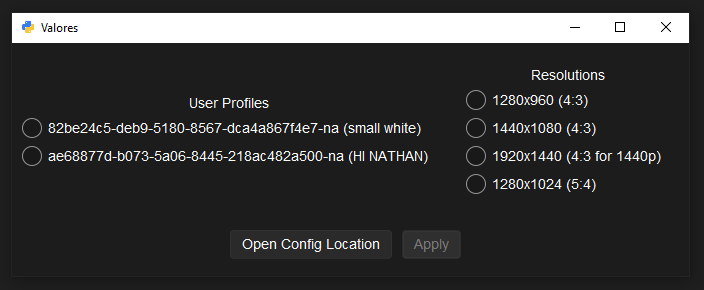 Valores
User Profiles
82be24c5-deb9-5180-8567-dca4a867f4e7-na (small white)
ae68877d-b073-5a06-8445-218ac482a500-na (HI NATHAN)
Resolutions
1280x960 (4:3)
1440x1080 (4:3)
1920x1440 (4:3 for 1440p)
1280x1024 (5:4)
Open Config Location
Apply